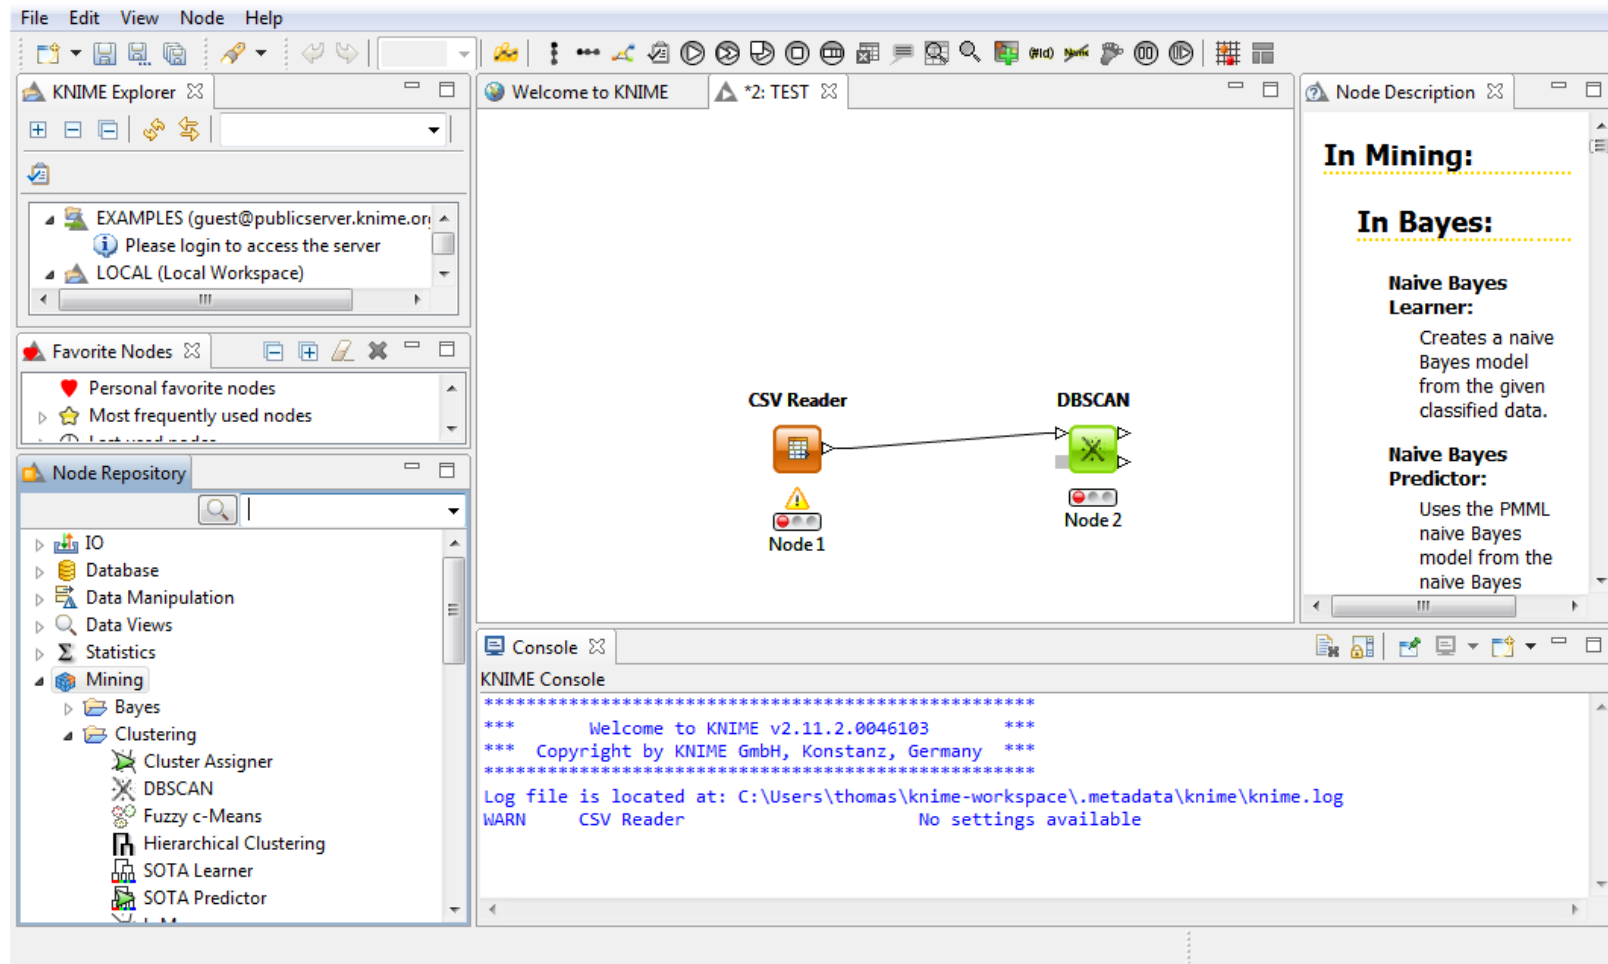 File Edit View Node Help
KNIME Explorer
EXAMPLES (guest@publicserver.knime.or
Please login to access the server
LOCAL (Local Workspace)
Favorite Nodes
Personal favorite nodes
Most frequently used nodes
Last used nodes
Node Repository
IO
Database
Data Manipulation
Data Views
Statistics
Mining
Bayes
Clustering
Cluster Assigner
DBSCAN
Fuzzy c-Means
Hierarchical Clustering
SOTA Learner
SOTA Predictor
Welcome to KNIME
*2: TEST
CSV Reader
Node 1
DBSCAN
Node 2
Node Description
In Mining:
In Bayes:
Naive Bayes
Learner:
Creates a naive
Bayes model
from the given
classified data.
Naive Bayes
Predictor:
Uses the PMML
naive Bayes
model from the
naive Bayes
Console
KNIME Console
****************************************************
*** Welcome to KNIME v2.11.2.0046103 ***
*** Copyright by KNIME GmbH, Konstanz, Germany ***
****************************************************
Log file is located at: C:\Users\thomas\knime-workspace\.metadata\knime\knime.log
WARN CSV Reader No settings available